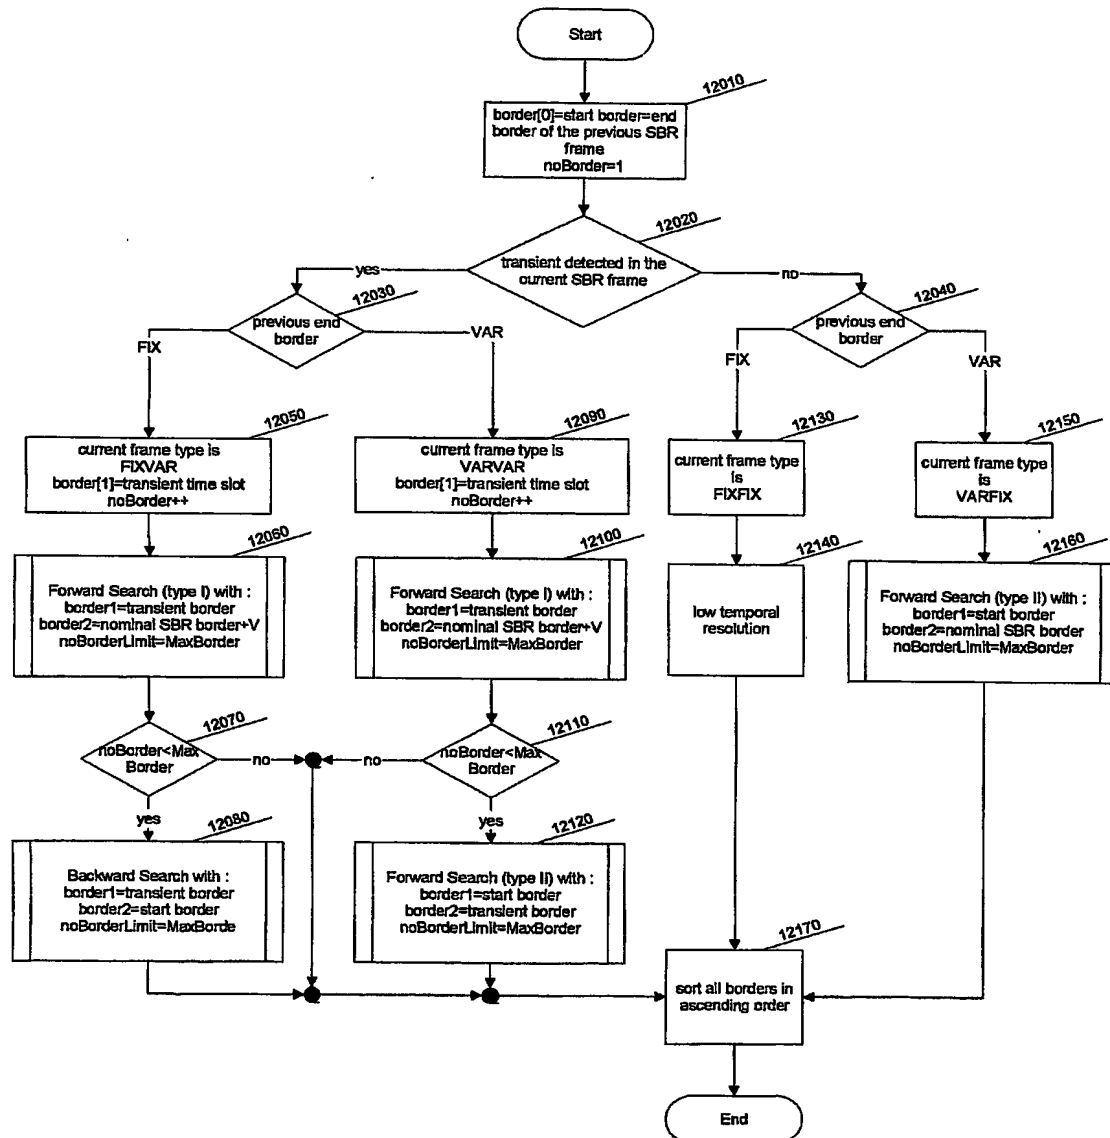 Start
12010
border[0]=start border=end
border of the previous SBR
frame
noBorder=1
12020
transient detected in the
current SBR frame
yes
no
12030
previous end
border
12040
previous end
border
FIX
VAR
FIX
VAR
12050
current frame type is
FIXVAR
border[1]=transient time slot
noBorder++
12090
current frame type is
VARVAR
border[1]=transient time slot
noBorder++
12130
current frame type
is
FIXFIX
12150
current frame type
is
VARFIX
12060
Forward Search (type I) with :
border1=transient border
border2=nominal SBR border+V
noBorderLimit=MaxBorder
12100
Forward Search (type I) with :
border1=transient border
border2=nominal SBR border+V
noBorderLimit=MaxBorder
12140
low temporal
resolution
12160
Forward Search (type II) with :
border1=start border
border2=nominal SBR border
noBorderLimit=MaxBorder
12070
noBorder<Max
Border
no
no
12110
noBorder<Max
Border
yes
yes
12080
Backward Search with :
border1=transient border
border2=start border
noBorderLimit=MaxBorde
12120
Forward Search (type II) with :
border1=start border
border2=transient border
noBorderLimit=MaxBorder
12170
sort all borders in
ascending order
End